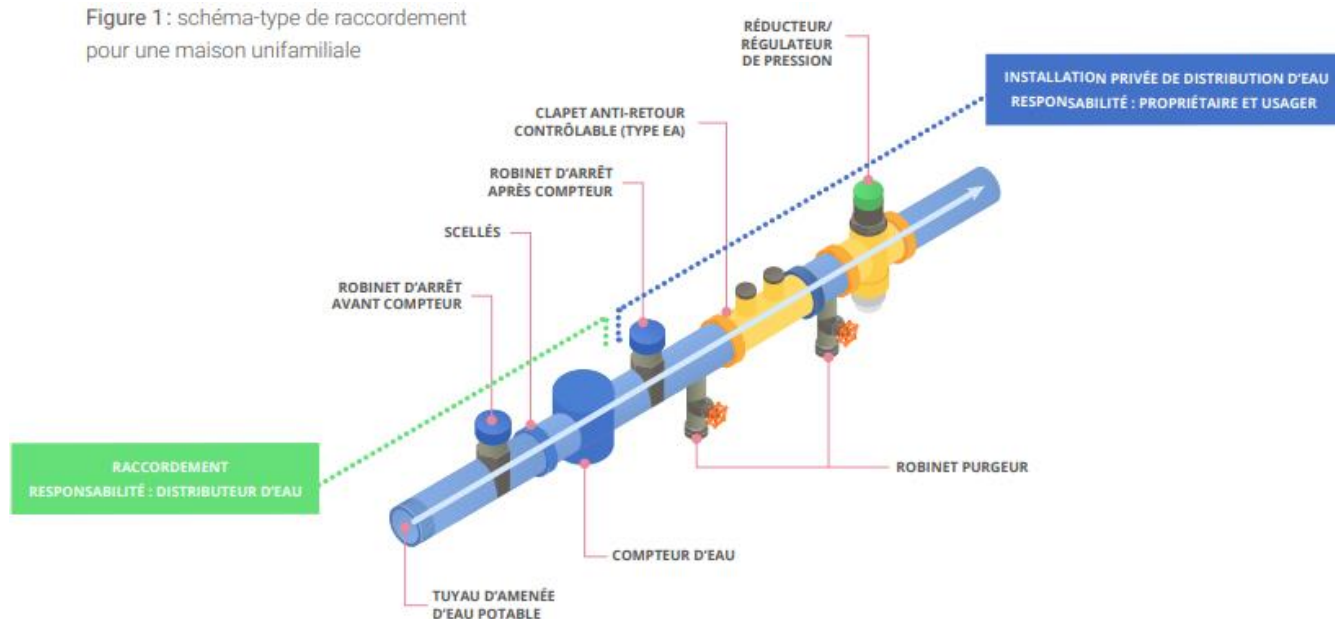 Figure 1 : schéma-type de raccordement
pour une maison unifamiliale
RÉDUCTEUR/
RÉGULATEUR
DE PRESSION
INSTALLATION PRIVÉE DE DISTRIBUTION D'EAU
RESPONSABILITÉ : PROPRIÉTAIRE ET USAGER
CLAPET ANTI-RETOUR
CONTRÔLABLE (TYPE EA)
ROBINET D'ARRÊT
APRÈS COMPTEUR
SCELLÉS
ROBINET D'ARRÊT
AVANT COMPTEUR
RACCORDEMENT
RESPONSABILITÉ : DISTRIBUTEUR D'EAU
ROBINET PURGEUR
COMPTEUR D'EAU
TUYAU D'AMENÉE
D'EAU POTABLE